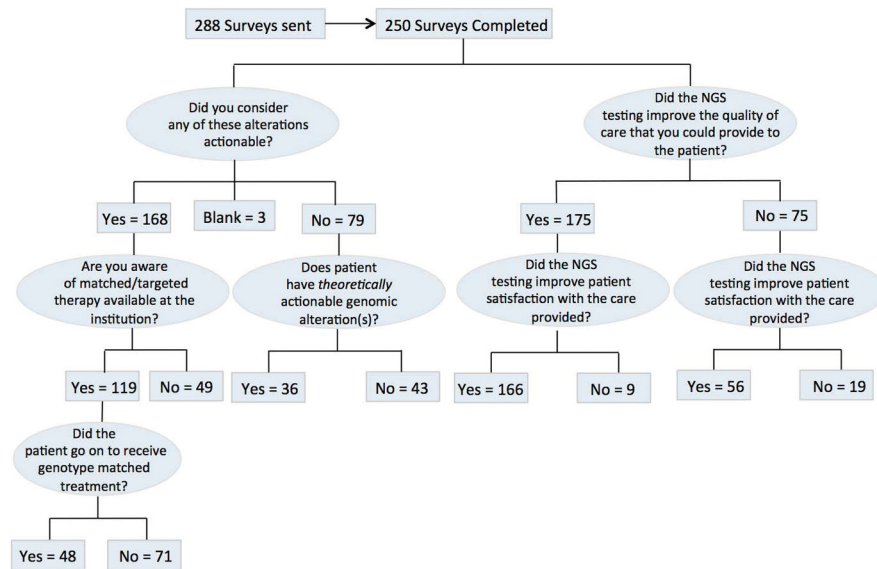 288 Surveys sent
250 Surveys Completed
Did you consider
any of these alterations
actionable?
Did the NGS
testing improve the quality of
care that you could provide to
the patient?
Yes = 168
Blank = 3
No = 79
Yes = 175
No = 75
Are you aware
of matched/targeted
therapy available at the
institution?
Does patient
have theoretically
actionable genomic
alteration(s)?
Did the NGS
testing improve patient
satisfaction with the care
provided?
Did the NGS
testing improve patient
satisfaction with the care
provided?
Yes = 119
No = 49
Yes = 36
No = 43
Yes = 166
No = 9
Yes = 56
No = 19
Did the
patient go on to receive
genotype matched
treatment?
Yes = 48
No = 71